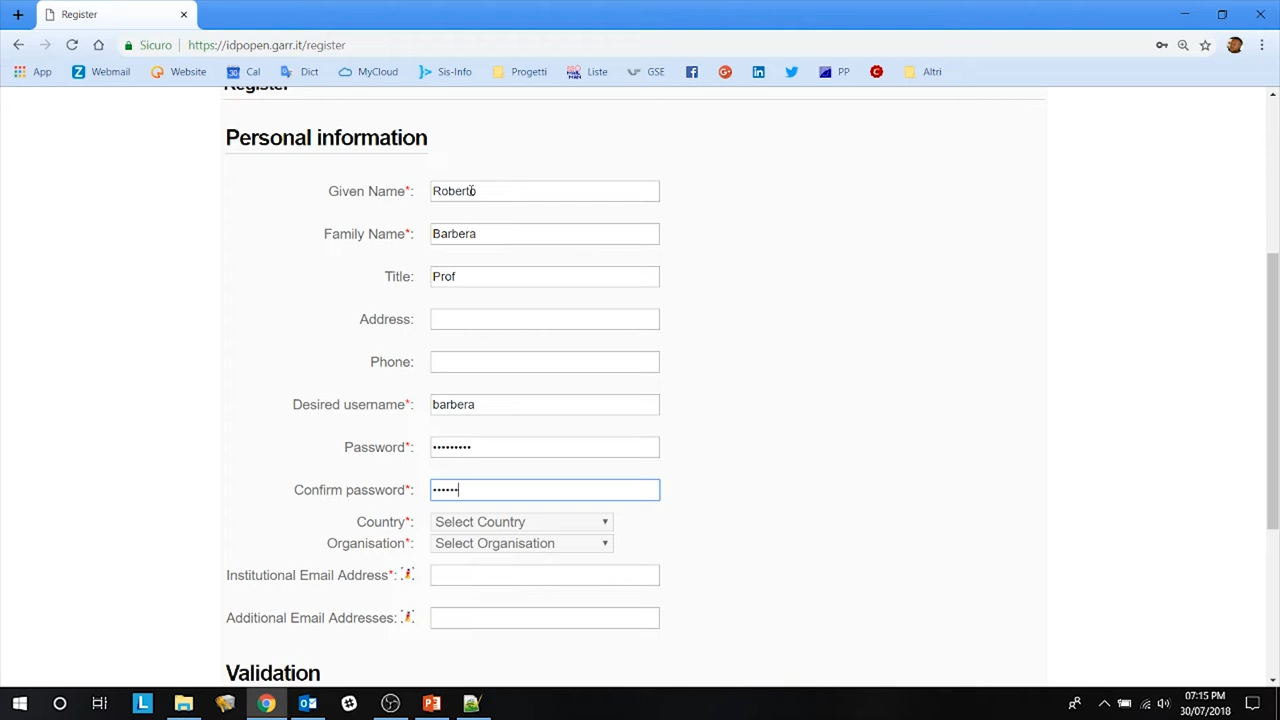 Register
Sicuro https://idpopen.garr.it/register
App Webmail Website Cal Dict MyCloud Sis-Info Progetti Liste GSE PP Altri
Register
Personal information
Given Name*: Roberto
Family Name*: Barbera
Title: Prof
Address:
Phone:
Desired username*: barbera
Password*: •••••••••
Confirm password*: ••••••
Country*: Select Country
Organisation*: Select Organisation
Institutional Email Address*:
Additional Email Addresses:
Validation
07:15 PM
30/07/2018